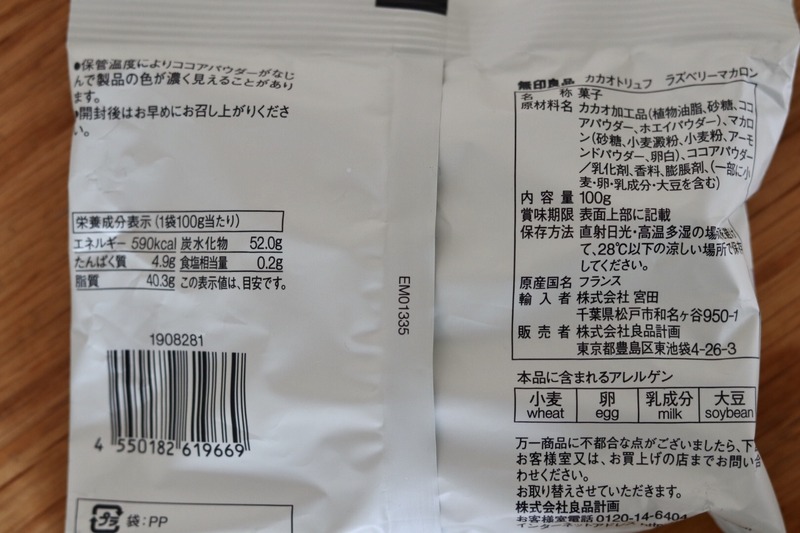 ●保管温度によりココアパウダーがなじ
んで製品の色が濃く見えることがあり
ます。
●開封後はお早めにお召し上がりくださ
い。
栄養成分表示(1袋100g当たり)
エネルギー 590kcal 炭水化物 52.0g
たんぱく質 4.9g 食塩相当量 0.2g
脂質 40.3g この表示値は、目安です。
1908281
4 550182 619669
プラ 袋:PP
EM01335
無印良品 カカオトリュフ ラズベリーマカロン
名称 菓子
原材料名 カカオ加工品(植物油脂、砂糖、ココ
アパウダー、ホエイパウダー)、マカロ
ン(砂糖、小麦澱粉、小麦粉、アーモ
ンドパウダー、卵白)、ココアパウダー
/乳化剤、香料、膨脹剤、(一部に小
麦・卵・乳成分・大豆を含む)
内容量 100g
賞味期限 表面上部に記載
保存方法 直射日光・高温多湿の場
て、28℃以下の涼しい場所で保
してください。
原産国名 フランス
輸入者 株式会社 宮田
千葉県松戸市和名ヶ谷950-1
販売者 株式会社良品計画
東京都豊島区東池袋4-26-3
本品に含まれるアレルゲン
小麦 卵 乳成分 大豆
wheat egg milk soybean
万一商品に不都合な点がございましたら、下
お客様室又は、お買上げの店までお問い合
わせください。
お取り替えさせていただきます。
株式会社良品計画
お客様室電話 0120-14-6404
インターネットアドレス